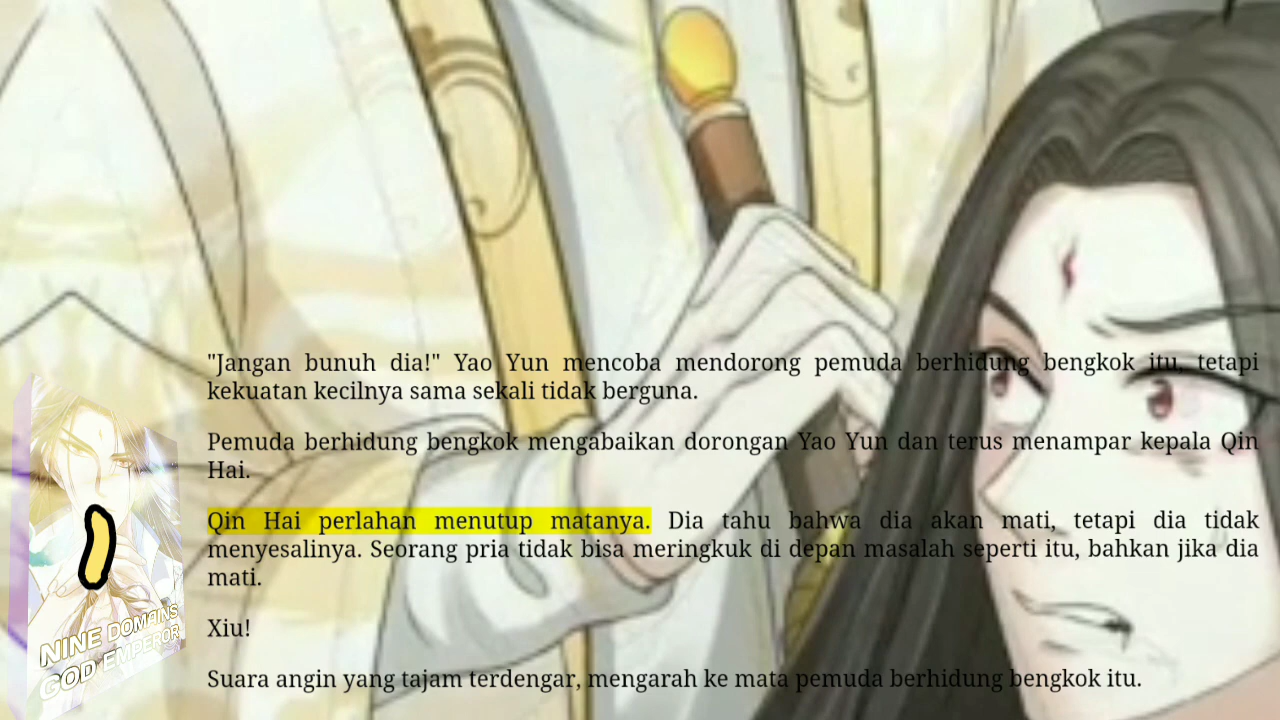 "Jangan bunuh dia!" Yao Yun mencoba mendorong pemuda berhidung bengkok itu, tetapi
kekuatan kecilnya sama sekali tidak berguna.
Pemuda berhidung bengkok mengabaikan dorongan Yao Yun dan terus menampar kepala Qin
Hai.
Qin Hai perlahan menutup matanya. Dia tahu bahwa dia akan mati, tetapi dia tidak
menyesalinya. Seorang pria tidak bisa meringkuk di depan masalah seperti itu, bahkan jika dia
mati.
Xiu!
Suara angin yang tajam terdengar, mengarah ke mata pemuda berhidung bengkok itu.
NINE DOMAINS
GOD EMPEROR